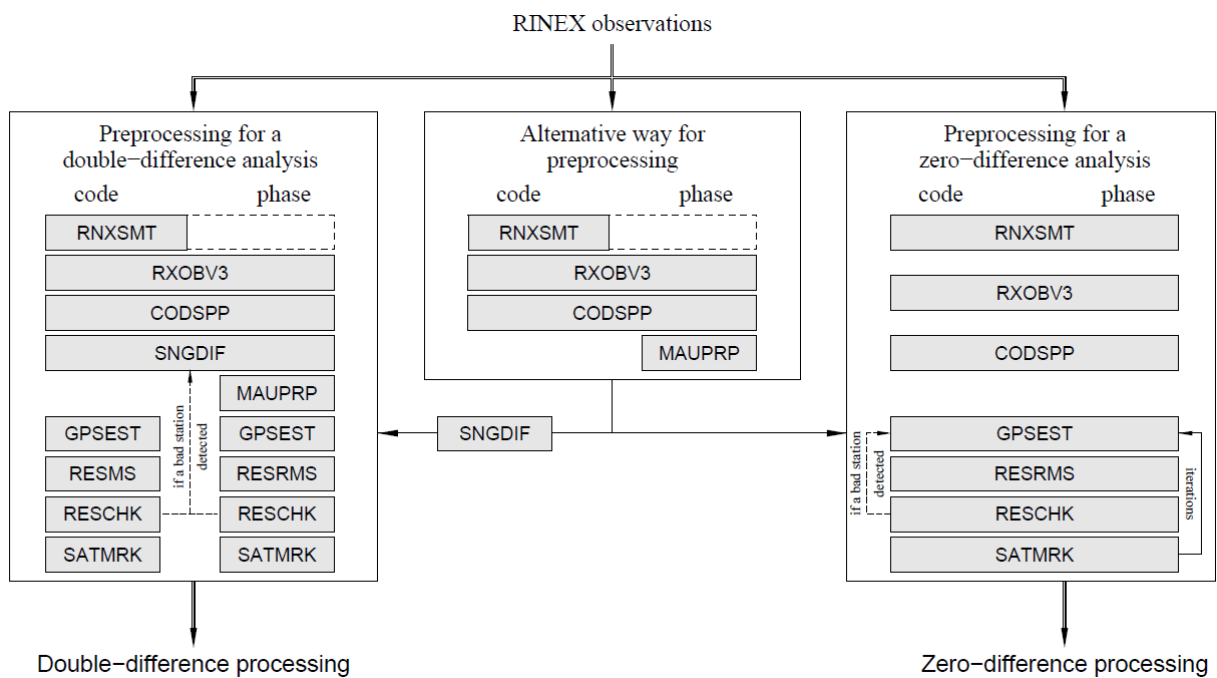 RINEX observations
Preprocessing for a
double−difference analysis
code phase
RNXSMT
RXOBV3
CODSPP
SNGDIF
MAUPRP
GPSEST GPSEST
RESMS RESRMS
RESCHK RESCHK
SATMRK SATMRK
if a bad station
detected
Double−difference processing
Alternative way for
preprocessing
code phase
RNXSMT
RXOBV3
CODSPP
MAUPRP
SNGDIF
Preprocessing for a
zero−difference analysis
code phase
RNXSMT
RXOBV3
CODSPP
GPSEST
RESRMS
RESCHK
SATMRK
if a bad station
detected
iterations
Zero−difference processing